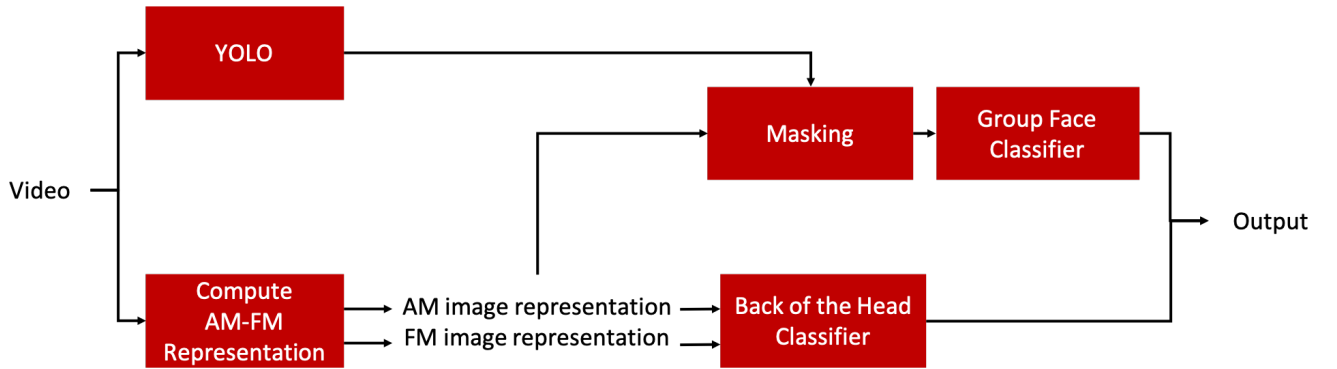 YOLO
Masking
Group Face
Classifier
Video
Output
Compute
AM-FM
Representation
AM image representation
FM image representation
Back of the Head
Classifier